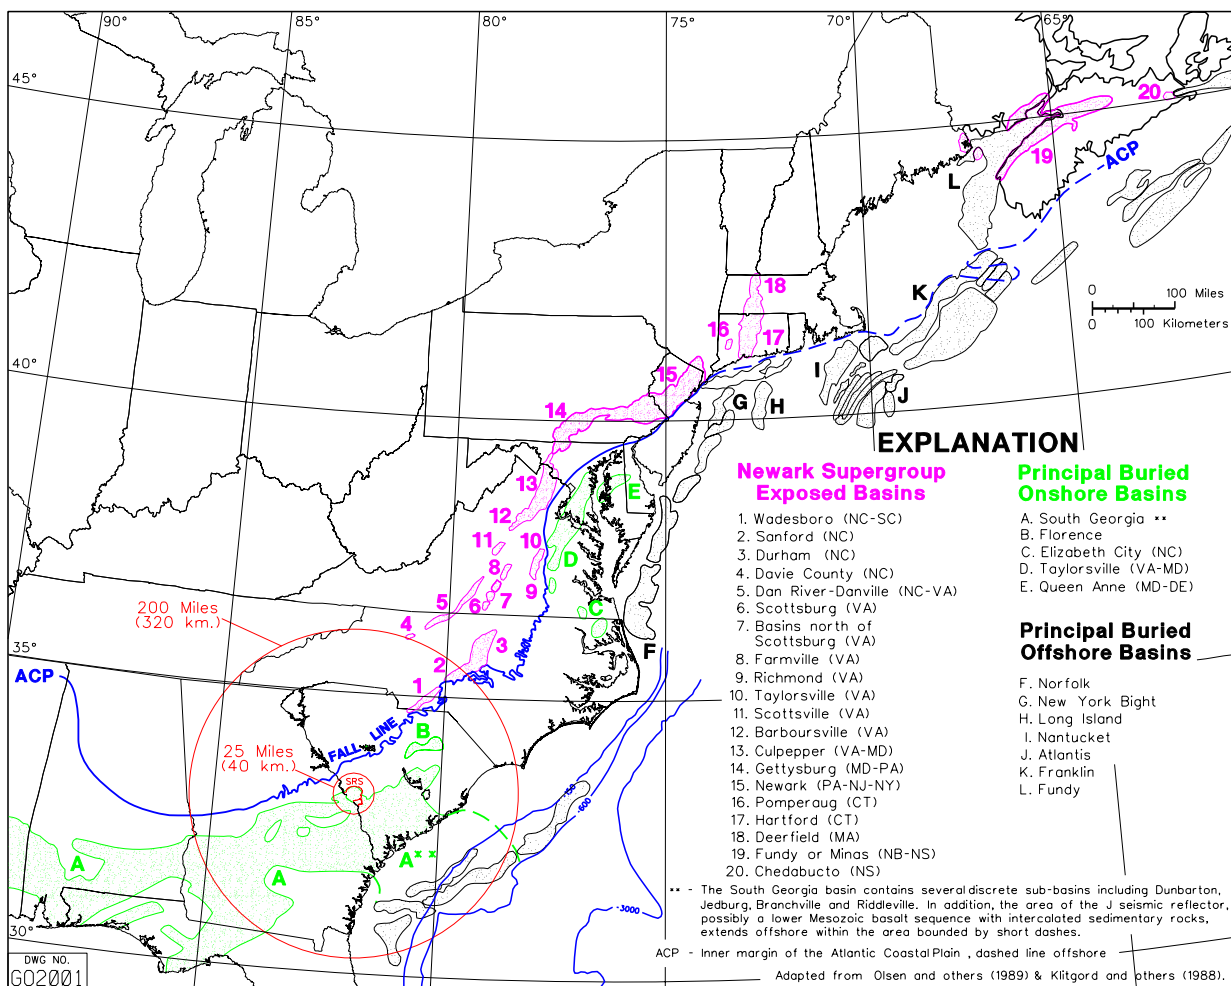 90°
85°
80°
75°
70°
65°
45°
20
19
ACP
L
K
0
100 Miles
0
100 Kilometers
18
16
17
40°
15
I
J
14
G
H
13
E
12
11
10
D
8
9
7
6
5
C
4
3
F
2
1
200 Miles
(320 km.)
35°
ACP
FALL LINE
B
25 Miles
(40 km.)
SRS
-150
-600
A
A
A**
-3000
30°
DWG NO.
G02001
EXPLANATION
Newark Supergroup
Exposed Basins
1. Wadesboro (NC-SC)
2. Sanford (NC)
3. Durham (NC)
4. Davie County (NC)
5. Dan River-Danville (NC-VA)
6. Scottsburg (VA)
7. Basins north of
Scottsburg (VA)
8. Farmville (VA)
9. Richmond (VA)
10. Taylorsville (VA)
11. Scottsville (VA)
12. Barboursville (VA)
13. Culpepper (VA-MD)
14. Gettysburg (MD-PA)
15. Newark (PA-NJ-NY)
16. Pomperaug (CT)
17. Hartford (CT)
18. Deerfield (MA)
19. Fundy or Minas (NB-NS)
20. Chedabucto (NS)
Principal Buried
Onshore Basins
A. South Georgia **
B. Florence
C. Elizabeth City (NC)
D. Taylorsville (VA-MD)
E. Queen Anne (MD-DE)
Principal Buried
Offshore Basins
F. Norfolk
G. New York Bight
H. Long Island
I. Nantucket
J. Atlantis
K. Franklin
L. Fundy
** - The South Georgia basin contains several discrete sub-basins including Dunbarton,
Jedburg, Branchville and Riddleville. In addition, the area of the J seismic reflector,
possibly a lower Mesozoic basalt sequence with intercalated sedimentary rocks,
extends offshore within the area bounded by short dashes.
ACP - Inner margin of the Atlantic Coastal Plain , dashed line offshore
Adapted from Olsen and others (1989) & Klitgord and others (1988).